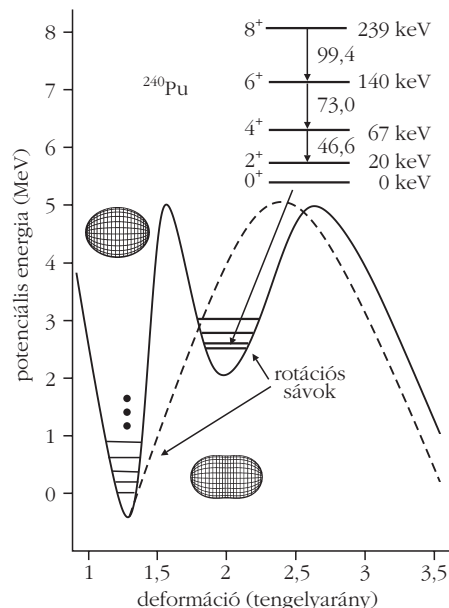 potenciális energia (MeV)
8
7
6
5
4
3
2
1
0
²⁴⁰Pu
8⁺ 239 keV
99,4
6⁺ 140 keV
73,0
4⁺ 67 keV
46,6
2⁺ 20 keV
0⁺ 0 keV
rotációs
sávok
1 1,5 2 2,5 3 3,5
deformáció (tengelyarány)